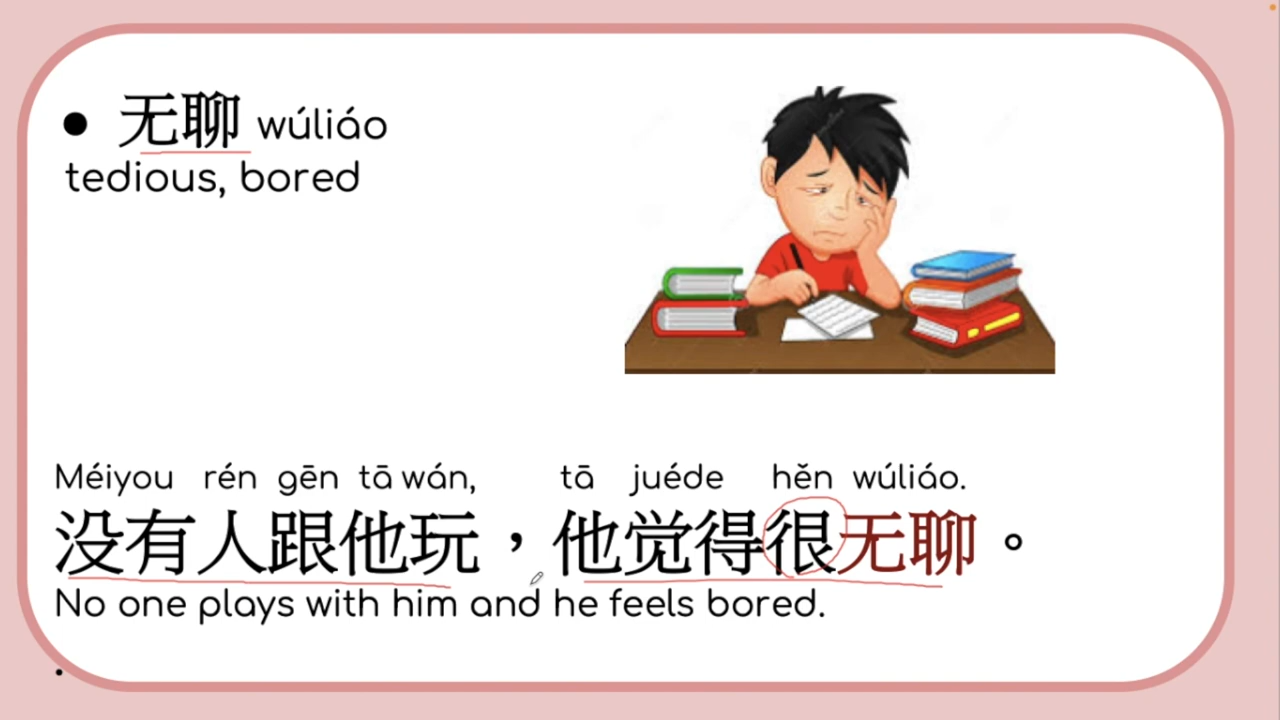 ● 无聊 wúliáo
tedious, bored
Méiyou rén gēn tā wán, tā juéde hěn wúliáo.
没有人跟他玩，他觉得很无聊。
No one plays with him and he feels bored.